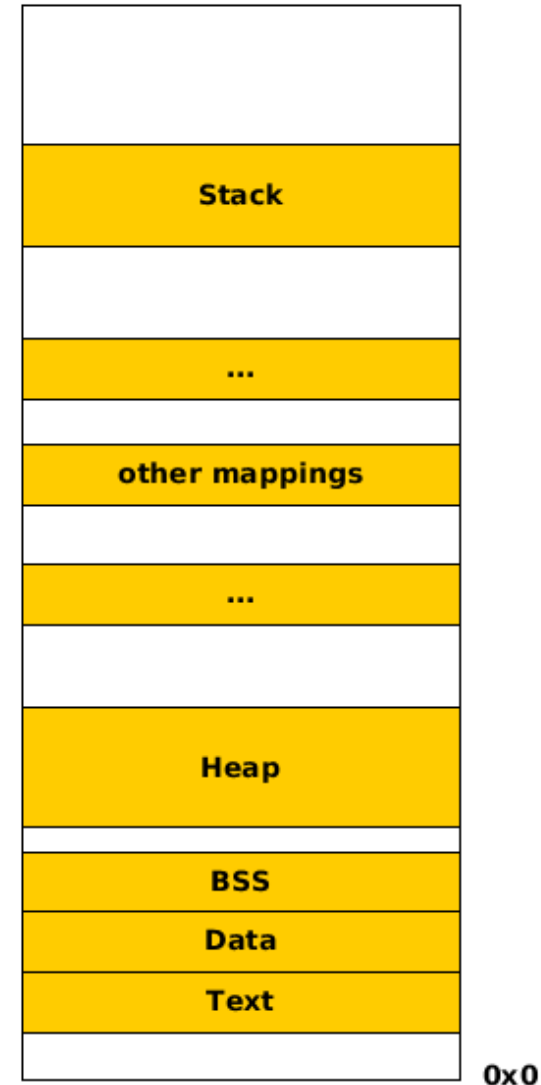 Stack
...
other mappings
...
Heap
BSS
Data
Text
0x0